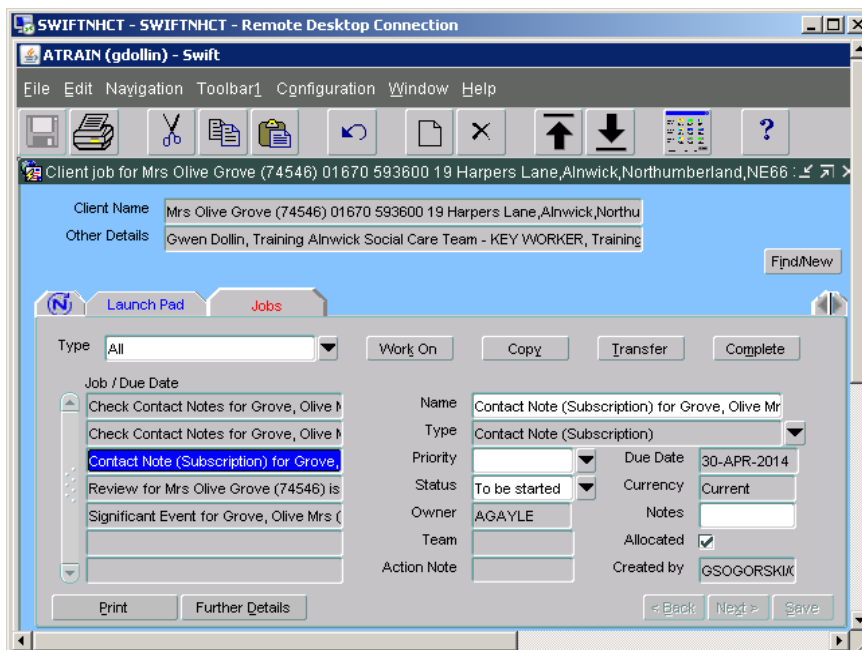 SWIFTNHCT - SWIFTNHCT - Remote Desktop Connection
ATRAIN (gdollin) - Swift
File Edit Navigation Toolbar1 Configuration Window Help
?
Client job for Mrs Olive Grove (74546) 01670 593600 19 Harpers Lane,Alnwick,Northumberland,NE66 :
Client Name Mrs Olive Grove (74546) 01670 593600 19 Harpers Lane,Alnwick,Northu
Other Details Gwen Dollin, Training Alnwick Social Care Team - KEY WORKER, Training
Find/New
N Launch Pad Jobs
Type All Work On Copy Transfer Complete
Job / Due Date
Check Contact Notes for Grove, Olive M
Check Contact Notes for Grove, Olive M
Contact Note (Subscription) for Grove,
Review for Mrs Olive Grove (74546) is
Significant Event for Grove, Olive Mrs (
Name Contact Note (Subscription) for Grove, Olive Mr
Type Contact Note (Subscription)
Priority Due Date 30-APR-2014
Status To be started Currency Current
Owner AGAYLE Notes
Team Allocated
Action Note Created by GSOGORSKI/
Print Further Details < Back Next > Save